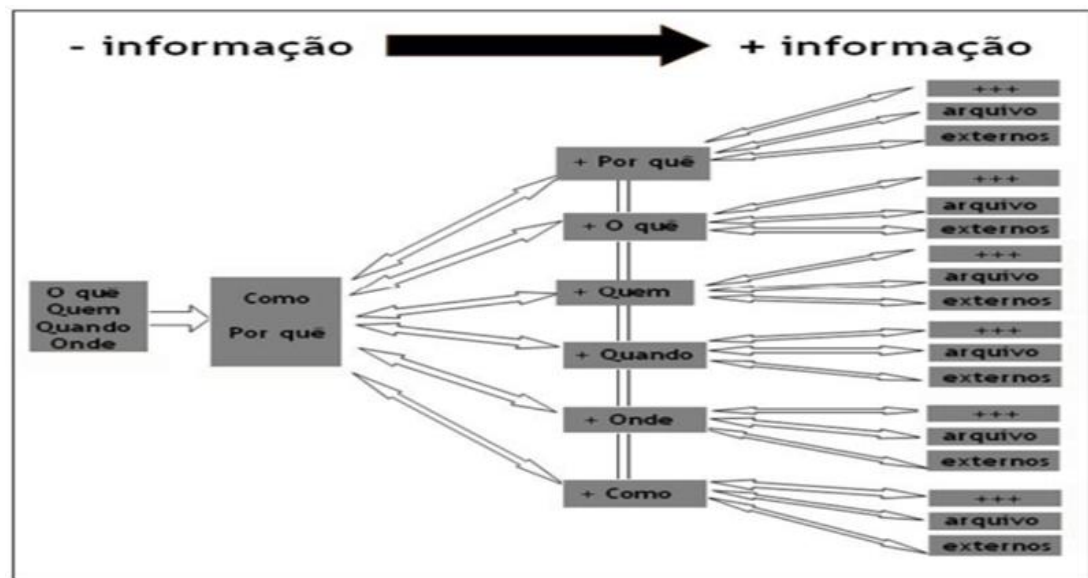 - informação + informação
O quê
Quem
Quando
Onde
Como
Por quê
+ Por quê
+ O quê
+ Quem
+ Quando
+ Onde
+ Como
+++
arquivo
externos
+++
arquivo
externos
+++
arquivo
externos
+++
arquivo
externos
+++
arquivo
externos
+++
arquivo
externos